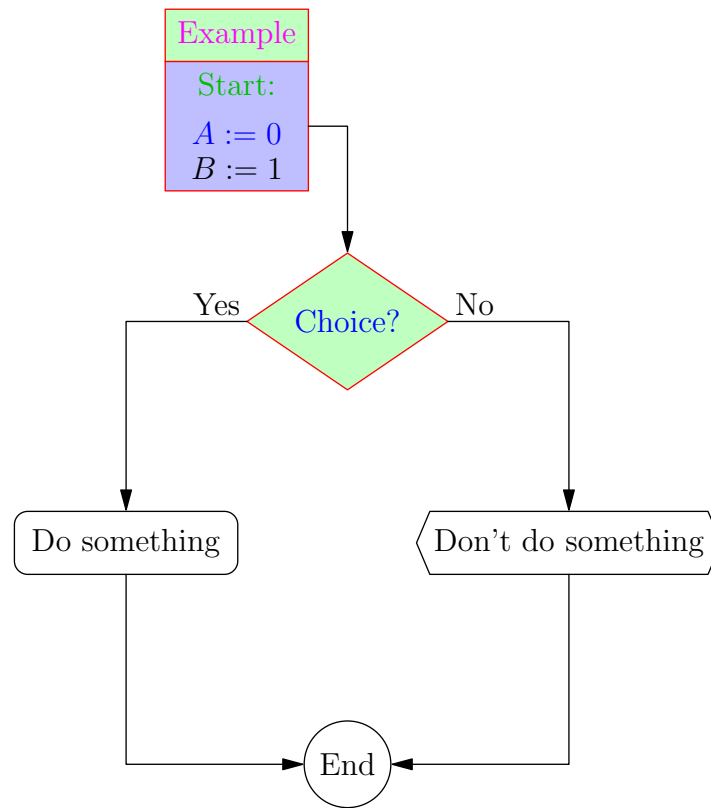 Example
Start:
A := 0
B := 1
Yes
No
Choice?
Do something
Don't do something
End